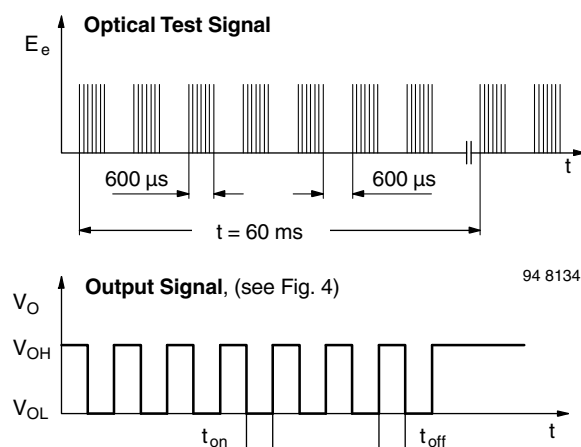 Optical Test Signal
E e
t
600 µs
600 µs
t = 60 ms
94 8134
Output Signal, (see Fig. 4)
V O
V OH
V OL
t on
t off
t